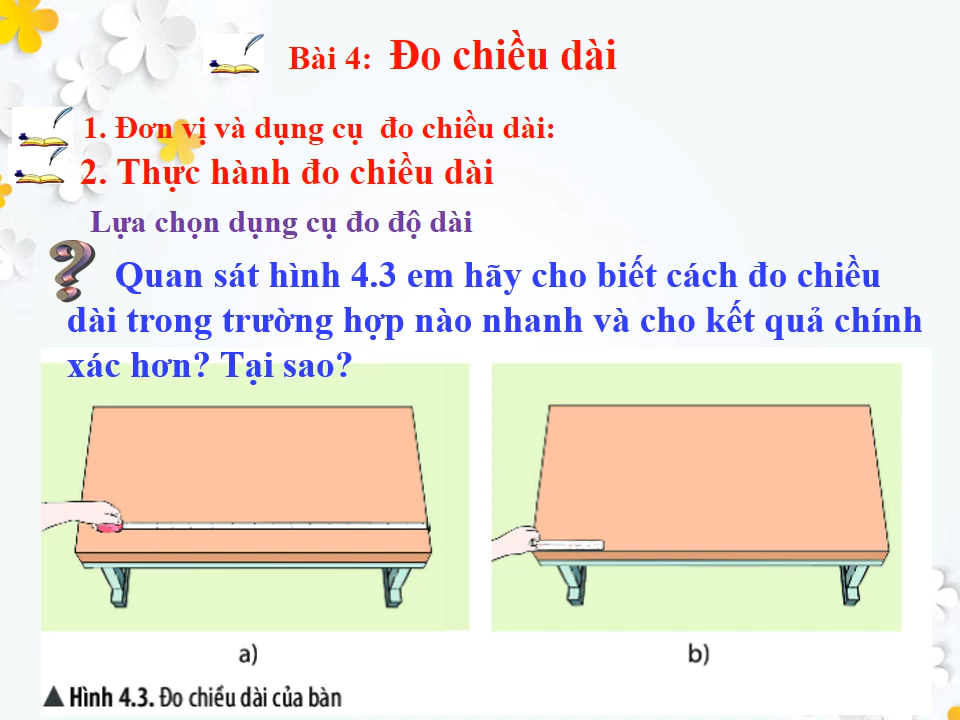 Bài 4: Đo chiều dài
1. Đơn vị và dụng cụ đo chiều dài:
2. Thực hành đo chiều dài
Lựa chọn dụng cụ đo độ dài
? Quan sát hình 4.3 em hãy cho biết cách đo chiều
dài trong trường hợp nào nhanh và cho kết quả chính
xác hơn? Tại sao?
a)
b)
▲ Hình 4.3. Đo chiều dài của bàn